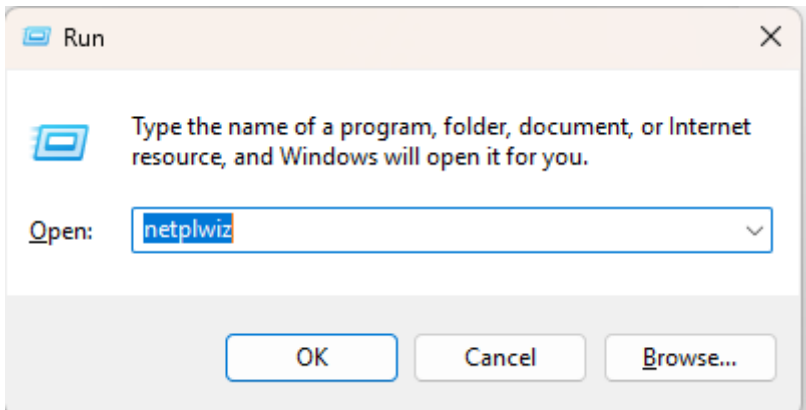 Run
Type the name of a program, folder, document, or Internet
resource, and Windows will open it for you.
Open: netplwiz
OK Cancel Browse...